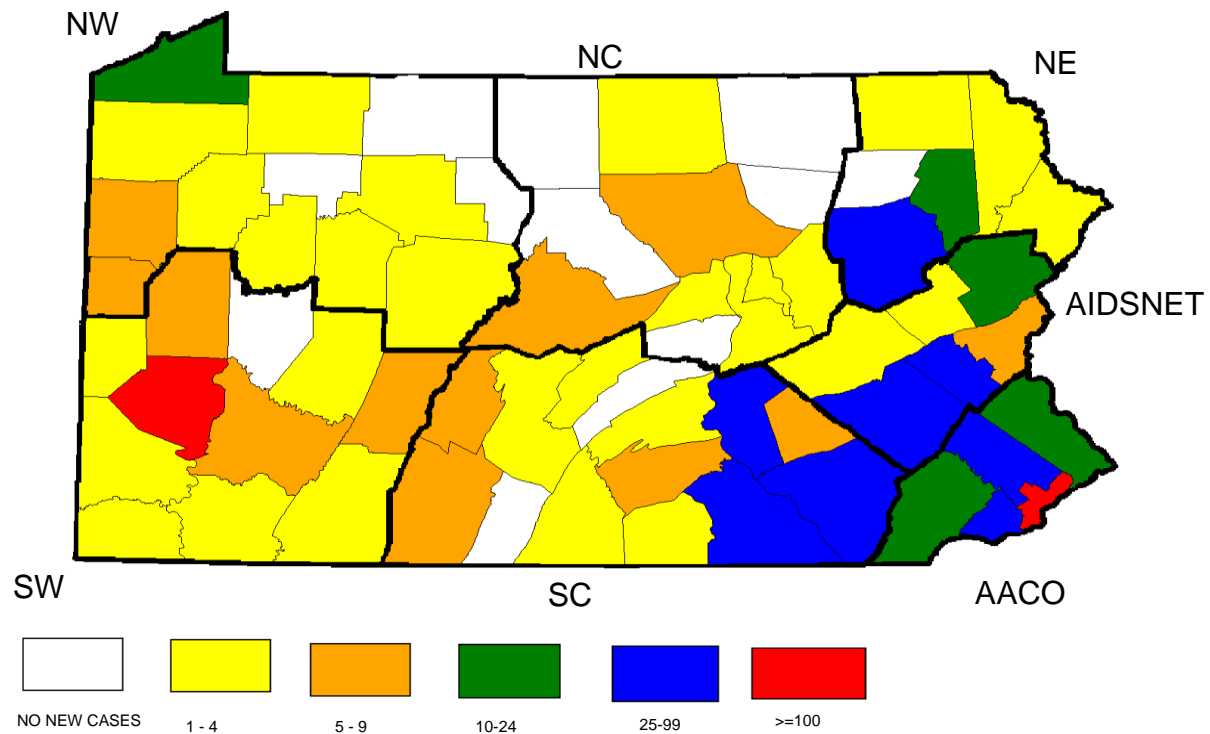 NW
NC
NE
AIDSNET
SW
SC
AACO
NO NEW CASES
1 - 4
5 - 9
10-24
25-99
>=100